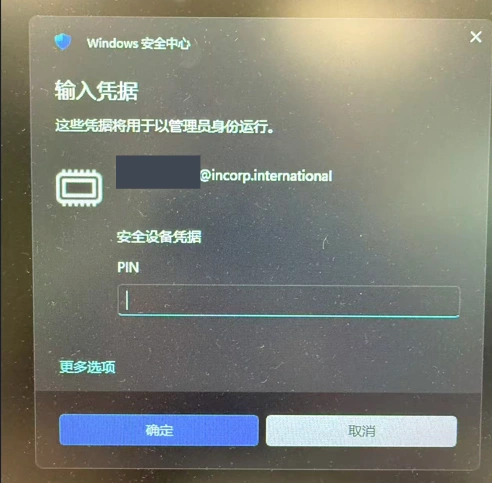 Windows 安全中心
输入凭据
这些凭据将用于以管理员身份运行。
@incorp.international
安全设备凭据
PIN
更多选项
确定
取消